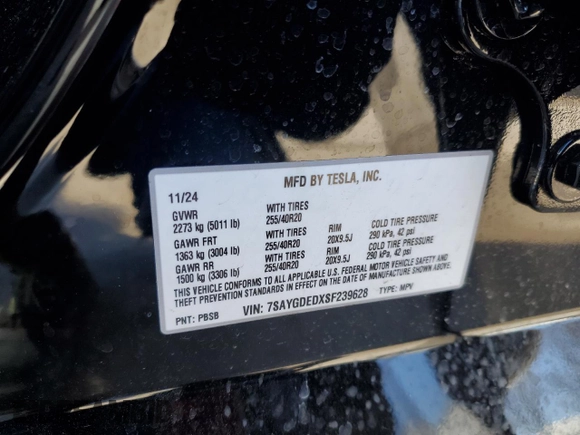 MFD BY TESLA, INC.
11/24
GVWR WITH TIRES
2273 kg (5011 lb) 255/40R20
GAWR FRT WITH TIRES RIM COLD TIRE PRESSURE
1363 kg (3004 lb) 255/40R20 20X9.5J 290 kPa, 42 psi
GAWR RR WITH TIRES RIM COLD TIRE PRESSURE
1500 kg (3306 lb) 255/40R20 20X9.5J 290 kPa, 42 psi
THIS VEHICLE CONFORMS TO ALL APPLICABLE U.S. FEDERAL MOTOR VEHICLE SAFETY AND
THEFT PREVENTION STANDARDS IN EFFECT ON THE DATE OF MANUFACTURE SHOWN ABOVE.
PNT: PBSB VIN: 7SAYGDEDXSF239628 TYPE: MPV